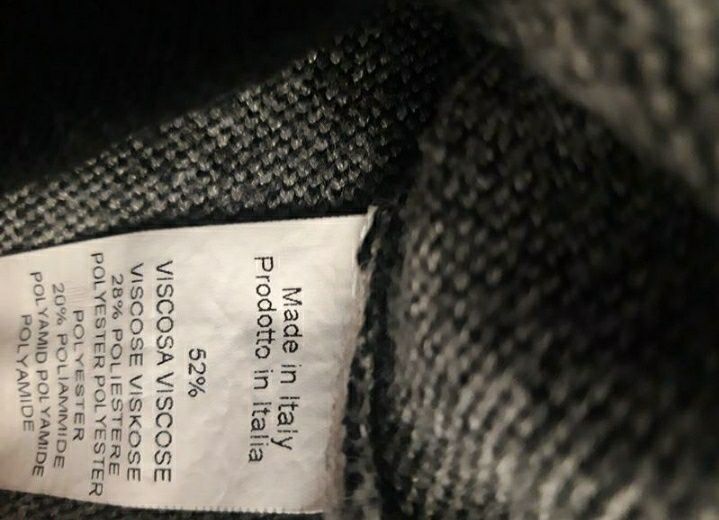 Made in Italy
Prodotto in Italia
52%
VISCOSA VISCOSE
VISCOSE VISKOSE
28% POLIESTERE
POLYESTER POLYESTER
POLYESTER
20% POLIAMMIDE
POLYAMID POLYAMIDE
POLYAMIDE